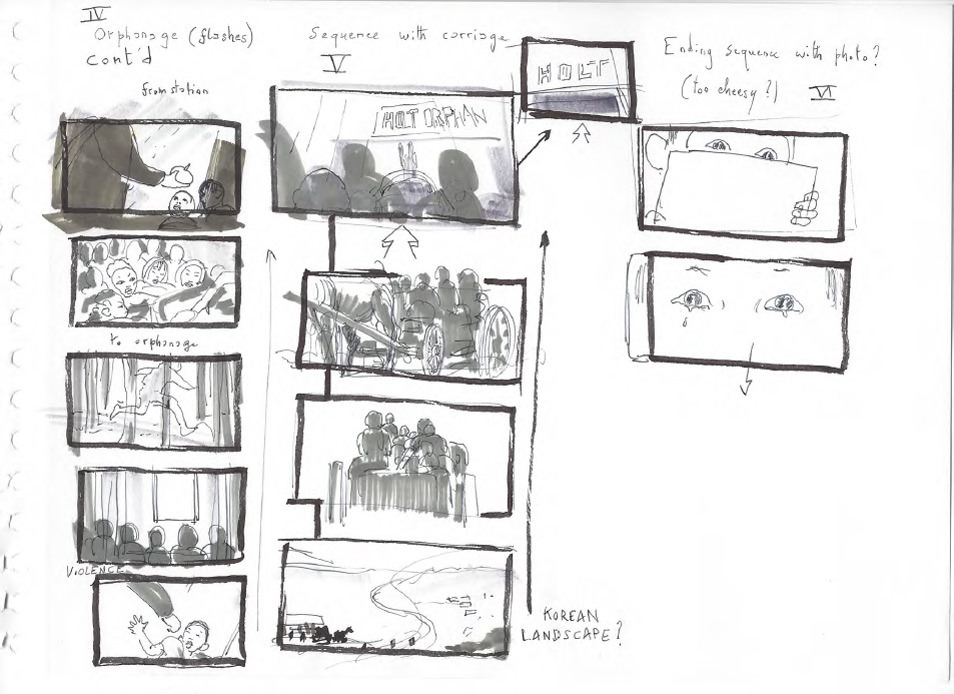 IV
Orphanage (flashes)
cont'd
from station
to orphanage
VIOLENCE
Sequence with carriage
V
HOLT ORPHAN
HOLT
KOREAN
LANDSCAPE?
Ending sequence with photo?
(too cheesy?) VI